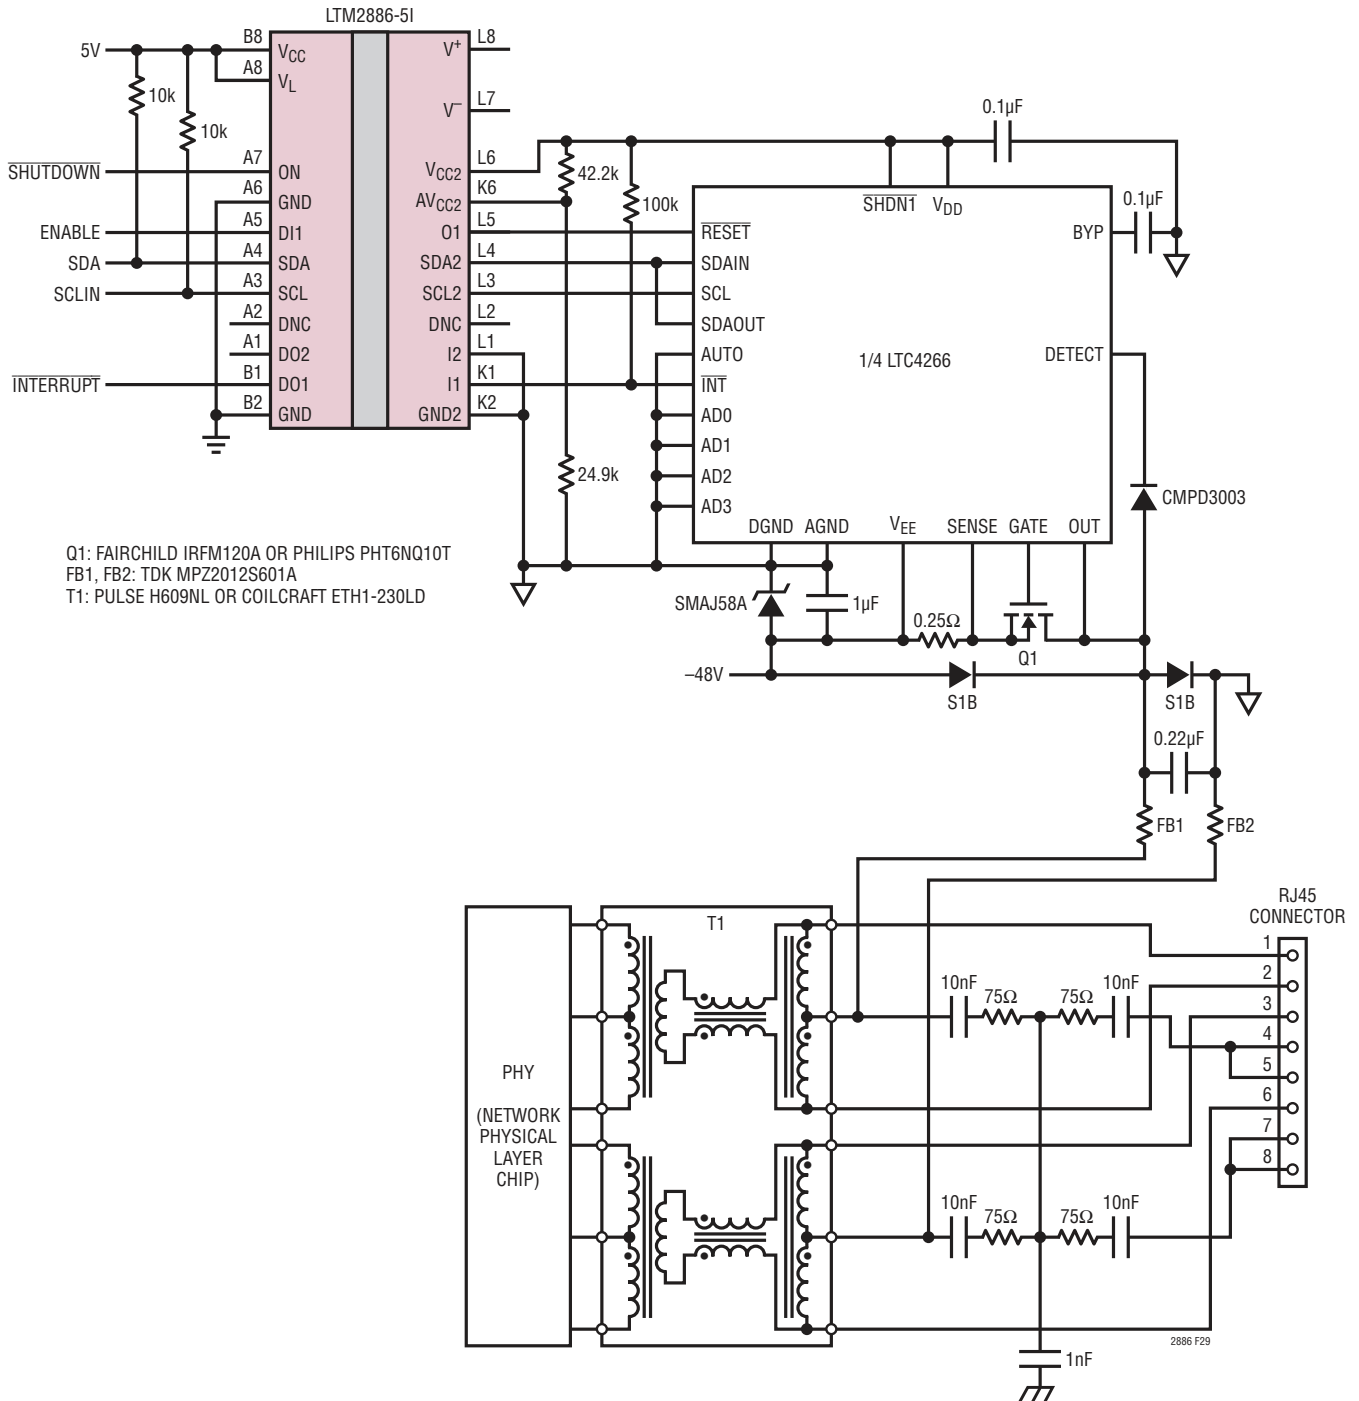 LTM2886-5I
5V
10k
10k
SHUTDOWN
ENABLE
SDA
SCLIN
INTERRUPT
B8
A8
A7
A6
A5
A4
A3
A2
A1
B1
B2
VCC
VL
ON
GND
DI1
SDA
SCL
DNC
DO2
DO1
GND
V+
V–
VCC2
AVCC2
O1
SDA2
SCL2
DNC
I2
I1
GND2
L8
L7
L6
K6
L5
L4
L3
L2
L1
K1
K2
42.2k
100k
24.9k
0.1µF
0.1µF
SHDN1
VDD
RESET
SDAIN
SCL
SDAOUT
AUTO
INT
AD0
AD1
AD2
AD3
1/4 LTC4266
BYP
DETECT
DGND
AGND
VEE
SENSE
GATE
OUT
CMPD3003
Q1: FAIRCHILD IRFM120A OR PHILIPS PHT6NQ10T
FB1, FB2: TDK MPZ2012S601A
T1: PULSE H609NL OR COILCRAFT ETH1-230LD
SMAJ58A
1µF
0.25Ω
Q1
–48V
S1B
S1B
0.22µF
FB1
FB2
RJ45
CONNECTOR
T1
PHY
(NETWORK
PHYSICAL
LAYER
CHIP)
10nF
75Ω
75Ω
10nF
10nF
75Ω
75Ω
10nF
1
2
3
4
5
6
7
8
1nF
2886 F29